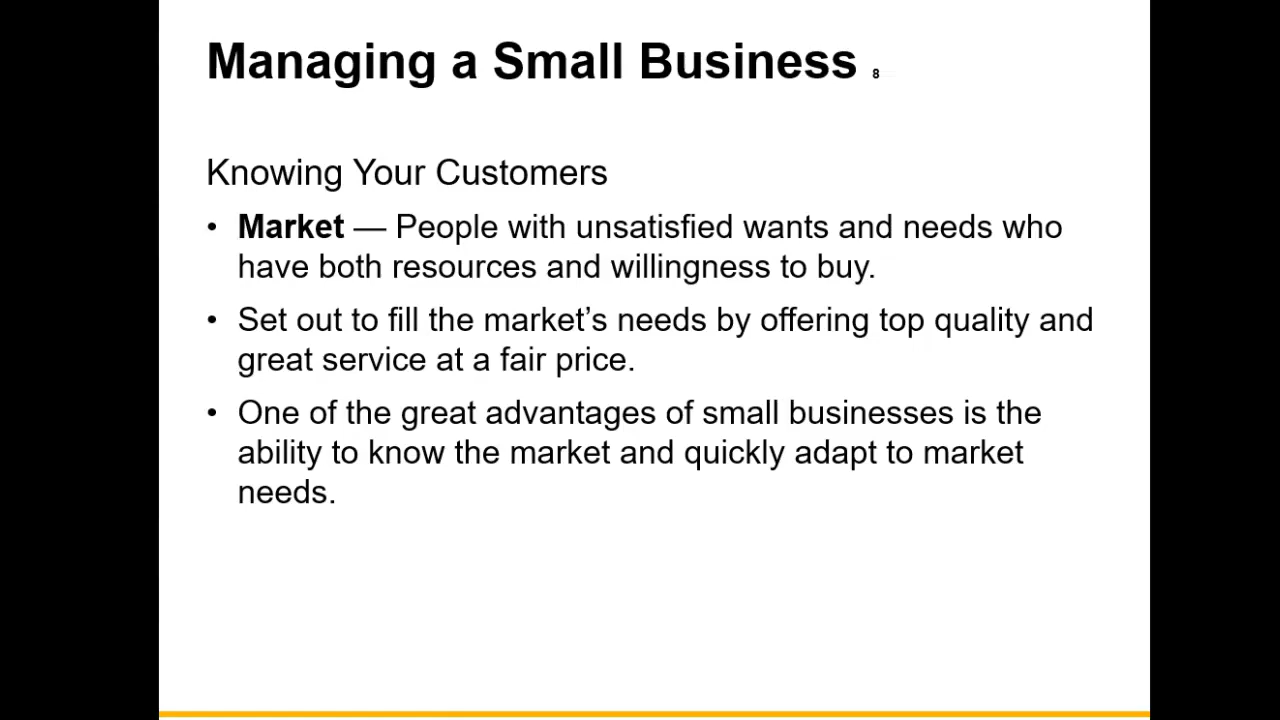 Managing a Small Business 8
Knowing Your Customers
• Market — People with unsatisfied wants and needs who
have both resources and willingness to buy.
• Set out to fill the market’s needs by offering top quality and
great service at a fair price.
• One of the great advantages of small businesses is the
ability to know the market and quickly adapt to market
needs.